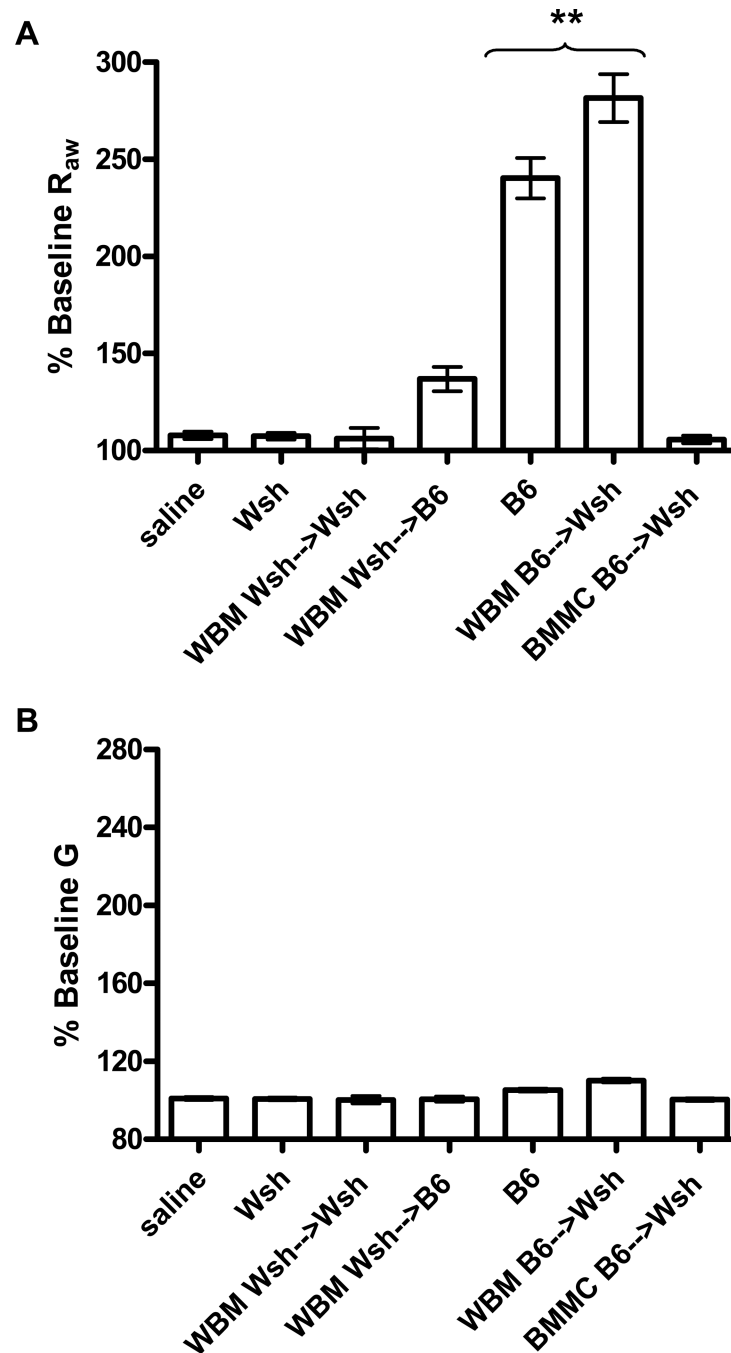 A
**
% Baseline Raw
300
250
200
150
100
saline
Wsh
WBM Wsh-->Wsh
WBM Wsh-->B6
B6
WBM B6-->Wsh
BMMC B6-->Wsh
B
% Baseline G
280
240
200
160
120
80
saline
Wsh
WBM Wsh-->Wsh
WBM Wsh-->B6
B6
WBM B6-->Wsh
BMMC B6-->Wsh